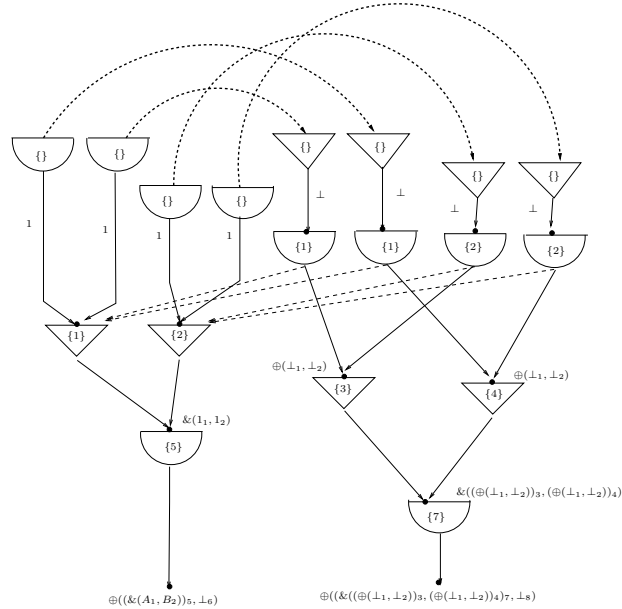 {} {} {} {}
{} {} {} {}
1 1 ⊥ ⊥
1 1 ⊥ ⊥
{1} {1} {2} {2}
{1} {2}
⊕(⊥₁, ⊥₂) {3} {4} ⊕(⊥₁, ⊥₂)
&(1₁, 1₂)
{5}
&((⊕(⊥₁, ⊥₂))₃, (⊕(⊥₁, ⊥₂))₄)
{7}
⊕((&(A₁, B₂))₅, ⊥₆) ⊕((&((⊕(⊥₁, ⊥₂))₃, (⊕(⊥₁, ⊥₂))₄)₇, ⊥₈)